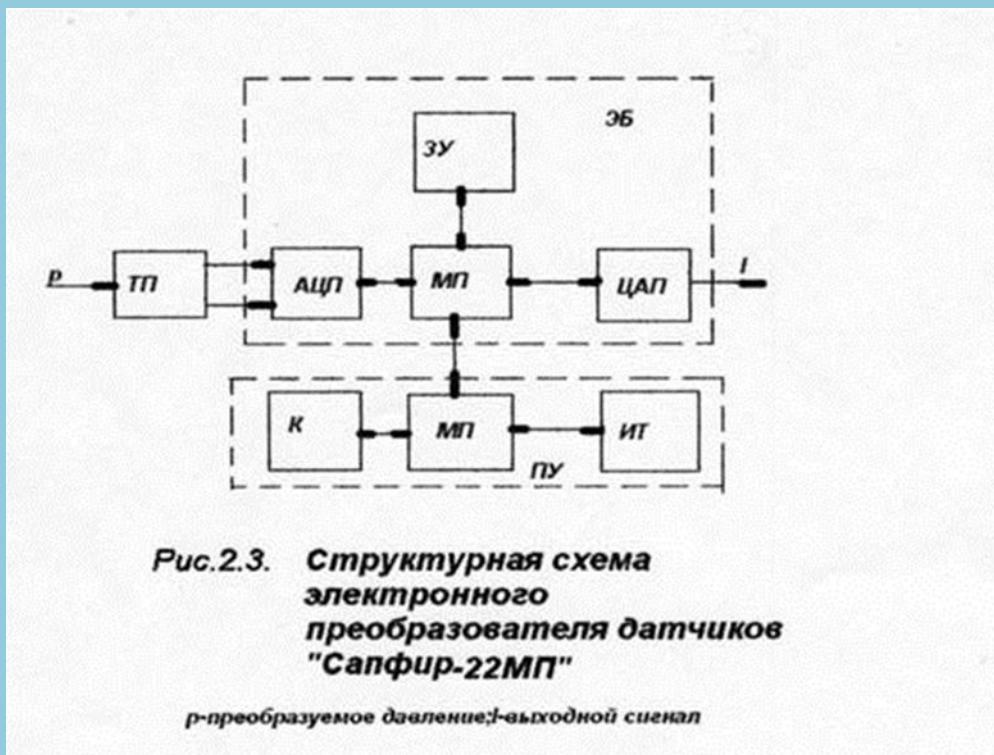 ЭБ
ЗУ
р ТП АЦП МП ЦАП I
К МП ИТ
ПУ
Рис.2.3. Структурная схема
электронного
преобразователя датчиков
"Сапфир-22МП"
р-преобразуемое давление;I-выходной сигнал